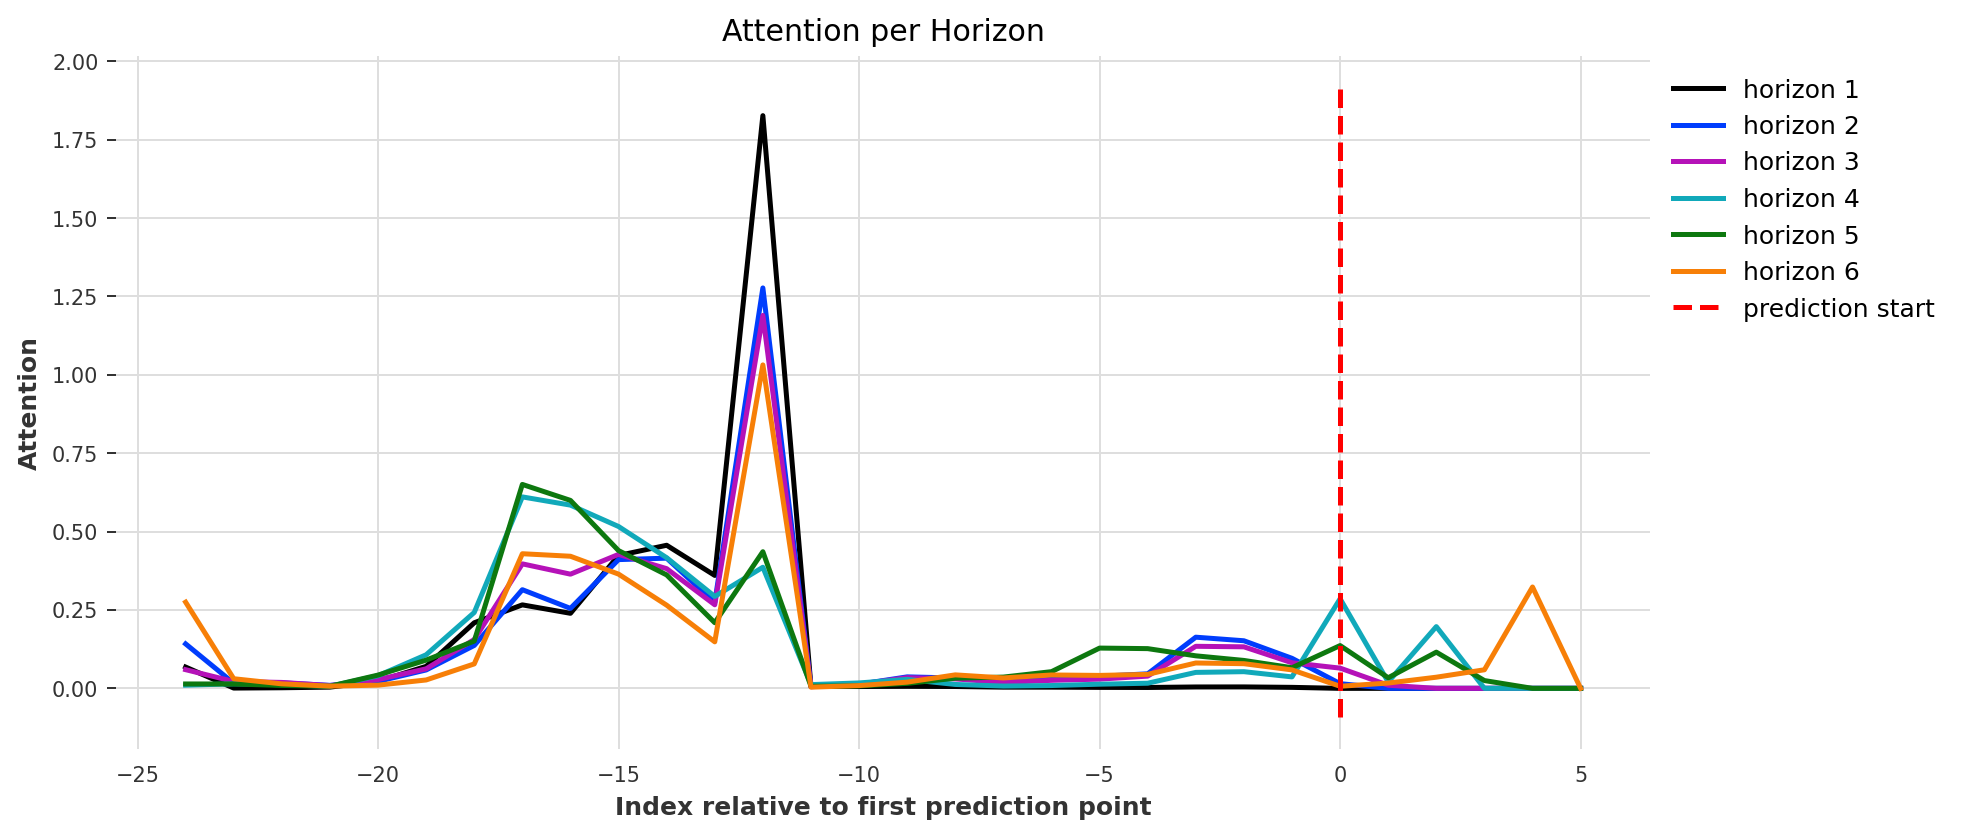 Attention per Horizon
2.00
1.75
1.50
1.25
1.00
0.75
0.50
0.25
0.00
Attention
−25
−20
−15
−10
−5
0
5
Index relative to first prediction point
horizon 1
horizon 2
horizon 3
horizon 4
horizon 5
horizon 6
prediction start